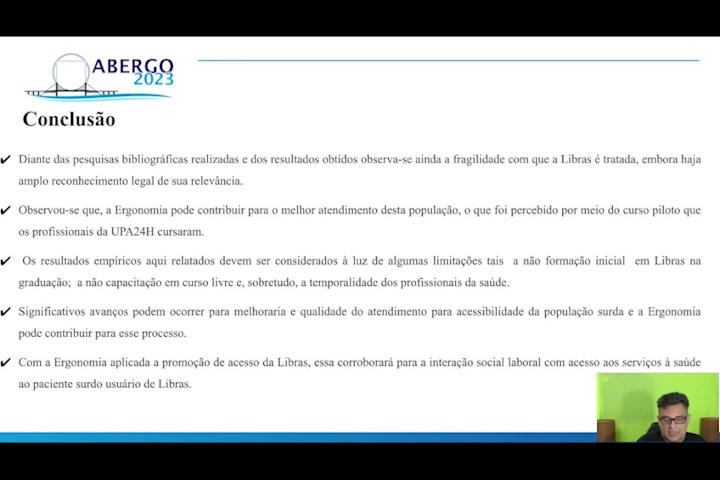 ABERGO
2023
Conclusão
✔ Diante das pesquisas bibliográficas realizadas e dos resultados obtidos observa-se ainda a fragilidade com que a Libras é tratada, embora haja
amplo reconhecimento legal de sua relevância.
✔ Observou-se que, a Ergonomia pode contribuir para o melhor atendimento desta população, o que foi percebido por meio do curso piloto que
os profissionais da UPA24H cursaram.
✔ Os resultados empíricos aqui relatados devem ser considerados à luz de algumas limitações tais a não formação inicial em Libras na
graduação; a não capacitação em curso livre e, sobretudo, a temporalidade dos profissionais da saúde.
✔ Significativos avanços podem ocorrer para melhoraria e qualidade do atendimento para acessibilidade da população surda e a Ergonomia
pode contribuir para esse processo.
✔ Com a Ergonomia aplicada a promoção de acesso da Libras, essa corroborará para a interação social laboral com acesso aos serviços à saúde
ao paciente surdo usuário de Libras.